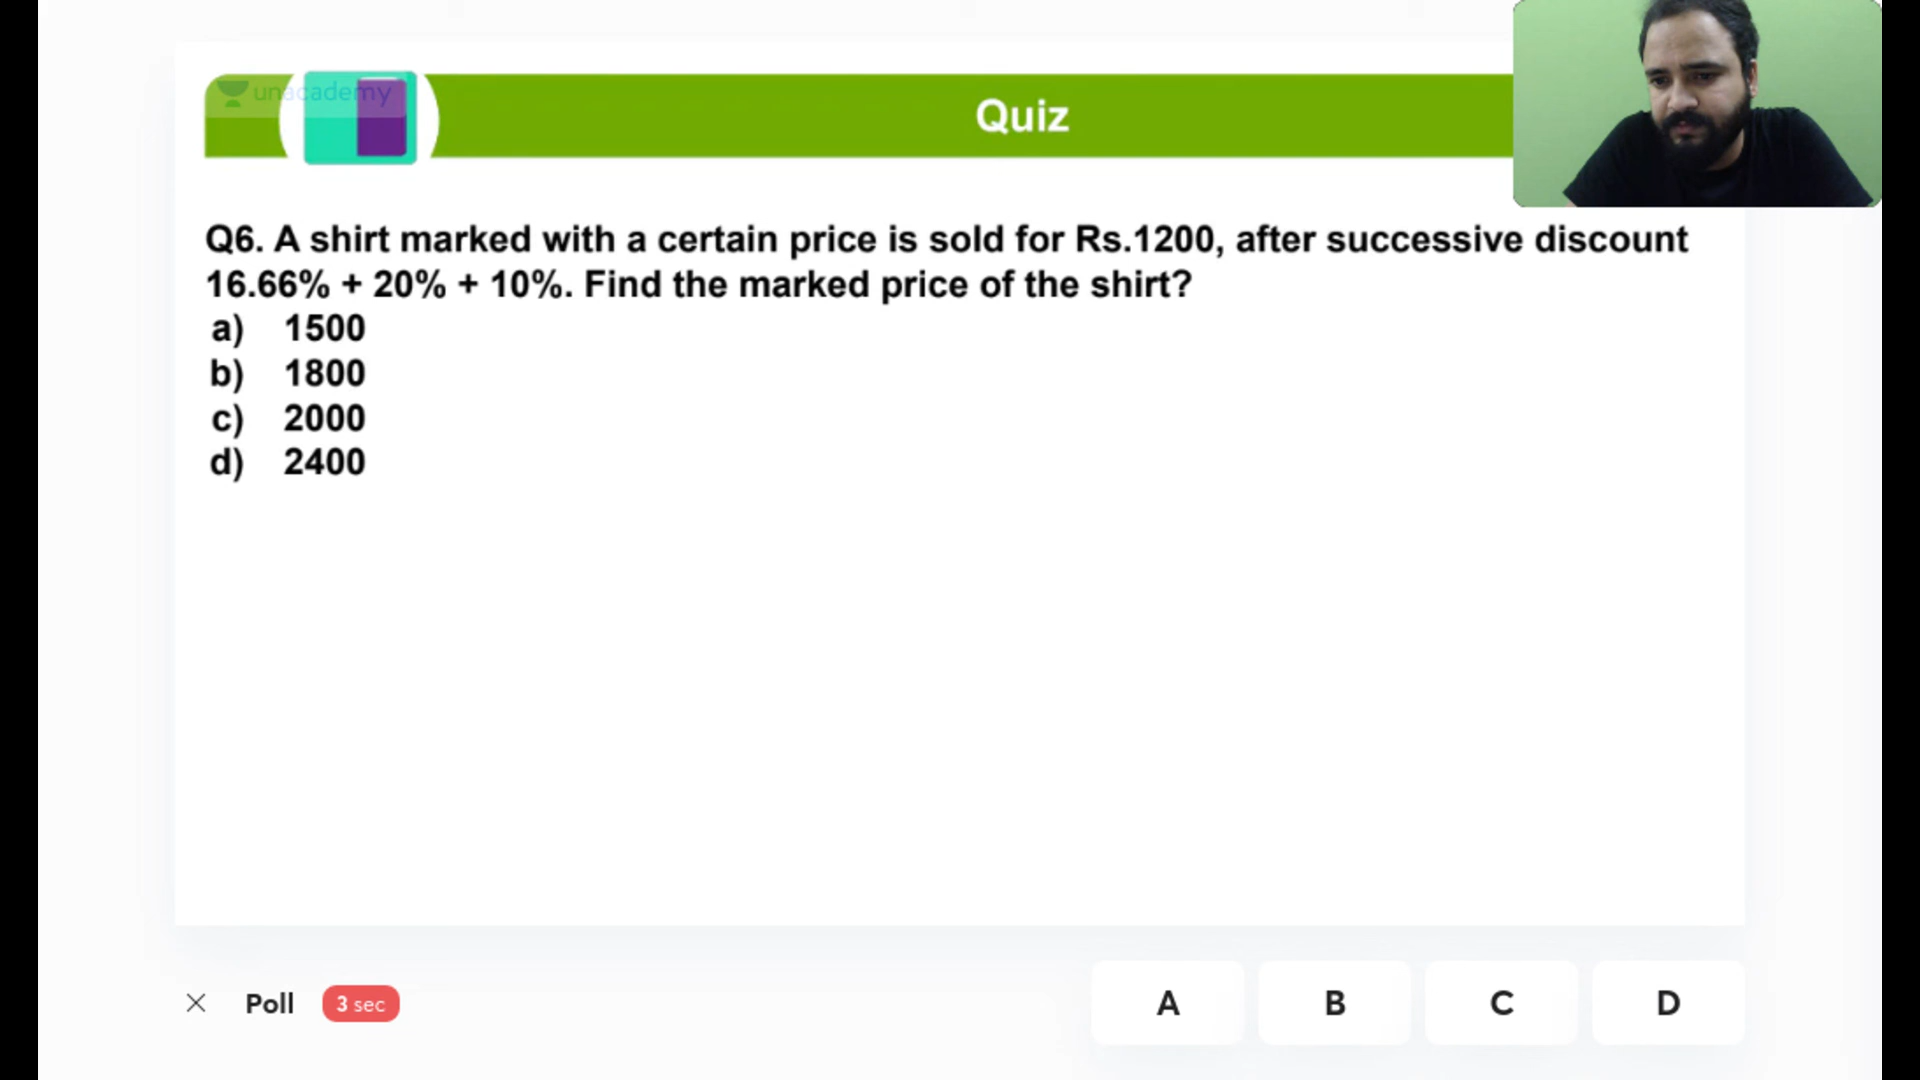 unacademy
Quiz
Q6. A shirt marked with a certain price is sold for Rs.1200, after successive discount
16.66% + 20% + 10%. Find the marked price of the shirt?
a) 1500
b) 1800
c) 2000
d) 2400
Poll 3 sec A B C D